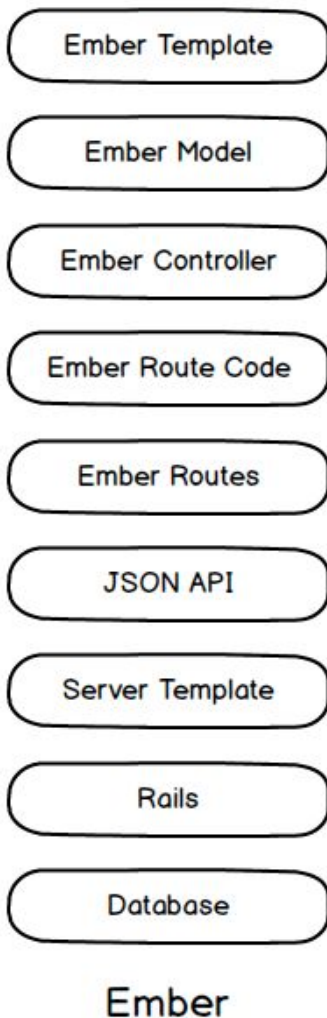 Ember Template
Ember Model
Ember Controller
Ember Route Code
Ember Routes
JSON API
Server Template
Rails
Database
Ember